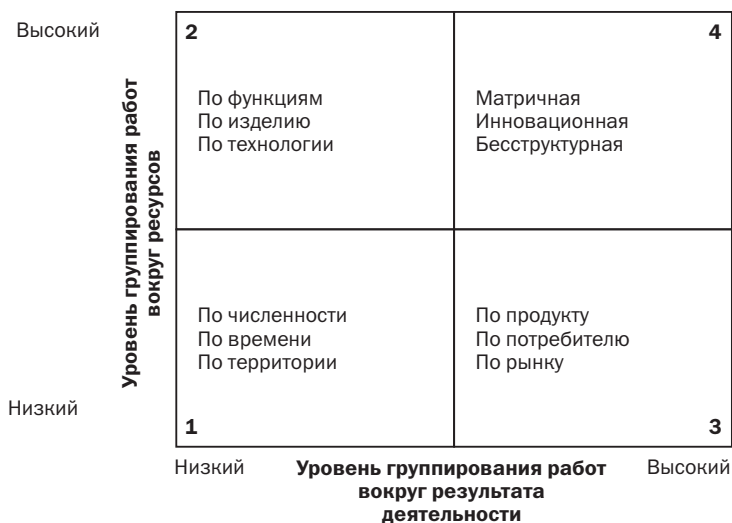 Высокий
2
4
По функциям
По изделию
По технологии
Матричная
Инновационная
Бесструктурная
Уровень группирования работ
вокруг ресурсов
По численности
По времени
По территории
По продукту
По потребителю
По рынку
Низкий
1
3
Низкий
Уровень группирования работ
вокруг результата
деятельности
Высокий